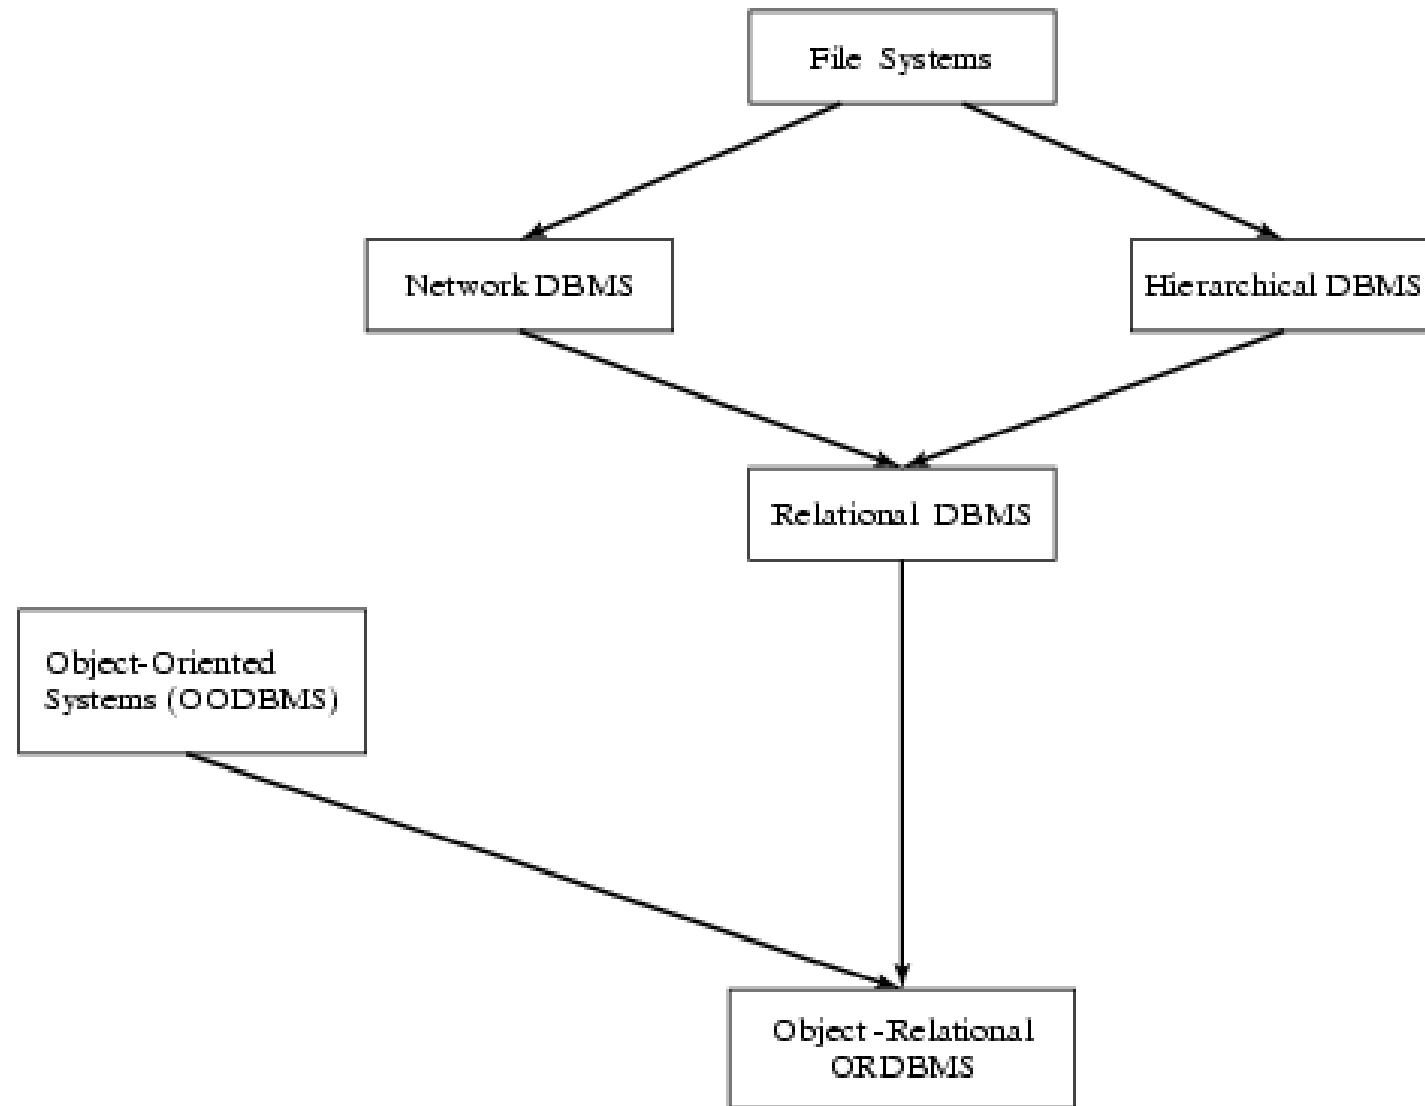 File Systems
Network DBMS
Hierarchical DBMS
Relational DBMS
Object-Oriented
Systems (OODBMS)
Object -Relational
ORDBMS